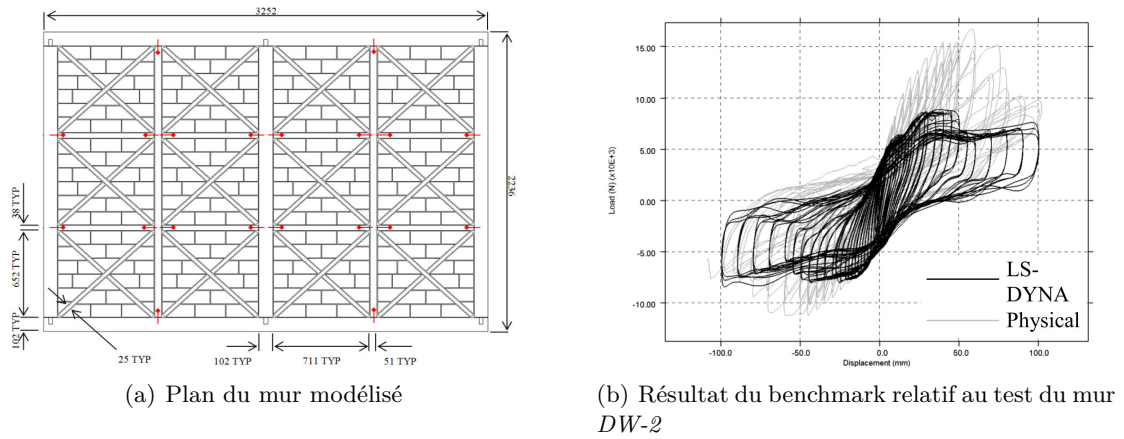 3252
2236
38 TYP
652 TYP
102 TYP
25 TYP
102 TYP
711 TYP
51 TYP
(a) Plan du mur modélisé
15.00
10.00
5.00
0.00
-5.00
-10.00
Load (N) (x10E+3)
-100.0 -50.0 0.0 50.0 100.0
Displacement (mm)
LS-
DYNA
Physical
(b) Résultat du benchmark relatif au test du mur
DW-2